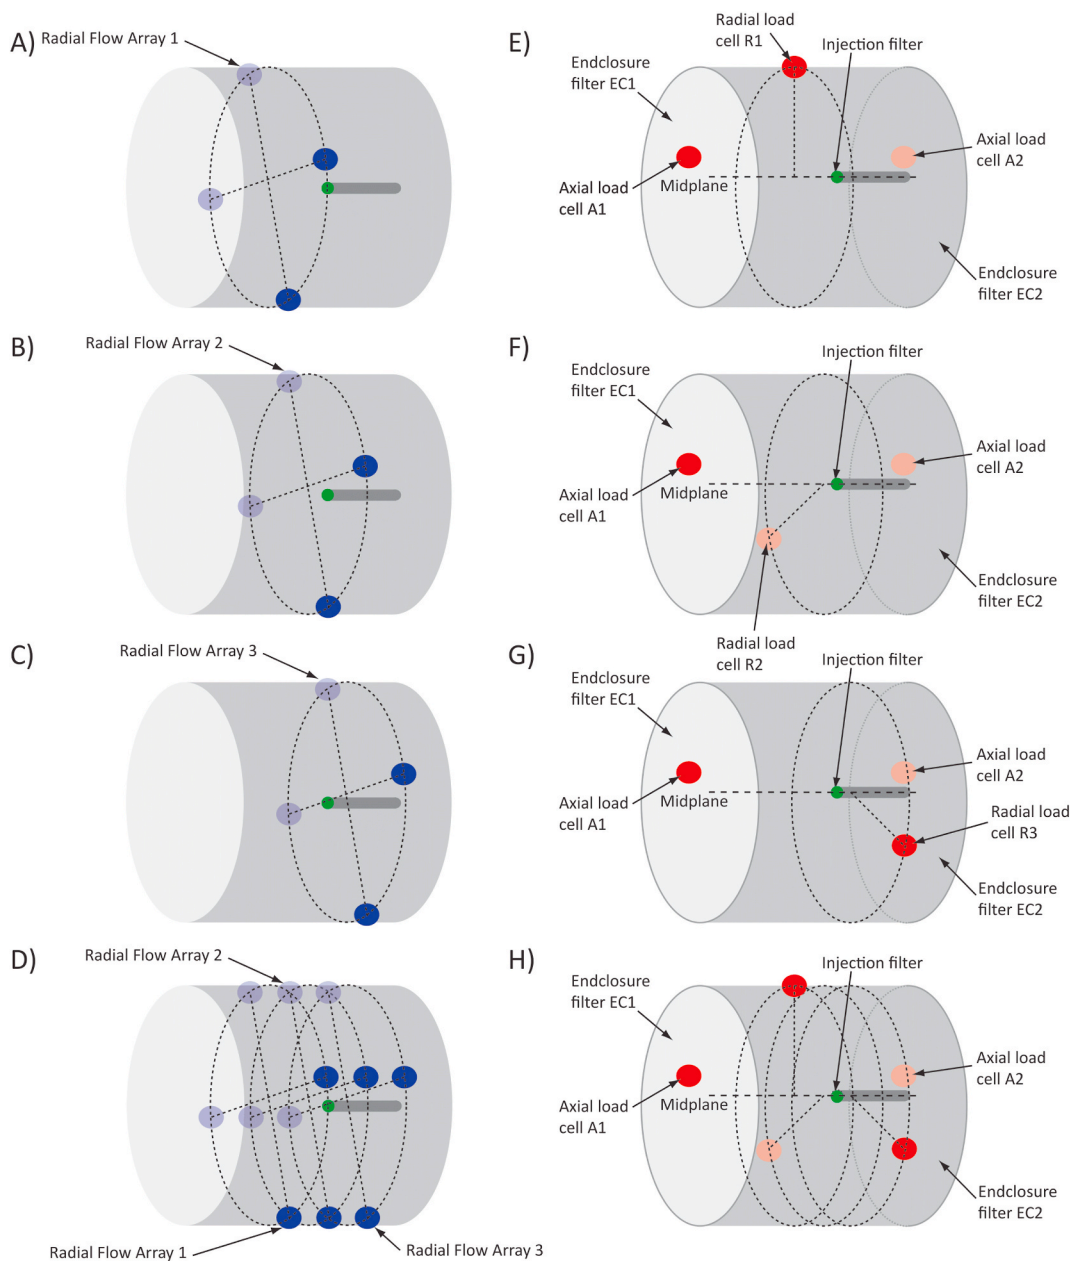 A)
Radial Flow Array 1
B)
Radial Flow Array 2
C)
Radial Flow Array 3
D)
Radial Flow Array 2
Radial Flow Array 1
Radial Flow Array 3
E)
Radial load
cell R1
Injection filter
Endclosure
filter EC1
Axial load
cell A2
Axial load
cell A1
Midplane
Endclosure
filter EC2
F)
Injection filter
Endclosure
filter EC1
Axial load
cell A2
Axial load
cell A1
Midplane
Endclosure
filter EC2
Radial load
cell R2
G)
Injection filter
Endclosure
filter EC1
Axial load
cell A2
Axial load
cell A1
Midplane
Radial load
cell R3
Endclosure
filter EC2
H)
Injection filter
Endclosure
filter EC1
Axial load
cell A2
Axial load
cell A1
Midplane
Endclosure
filter EC2